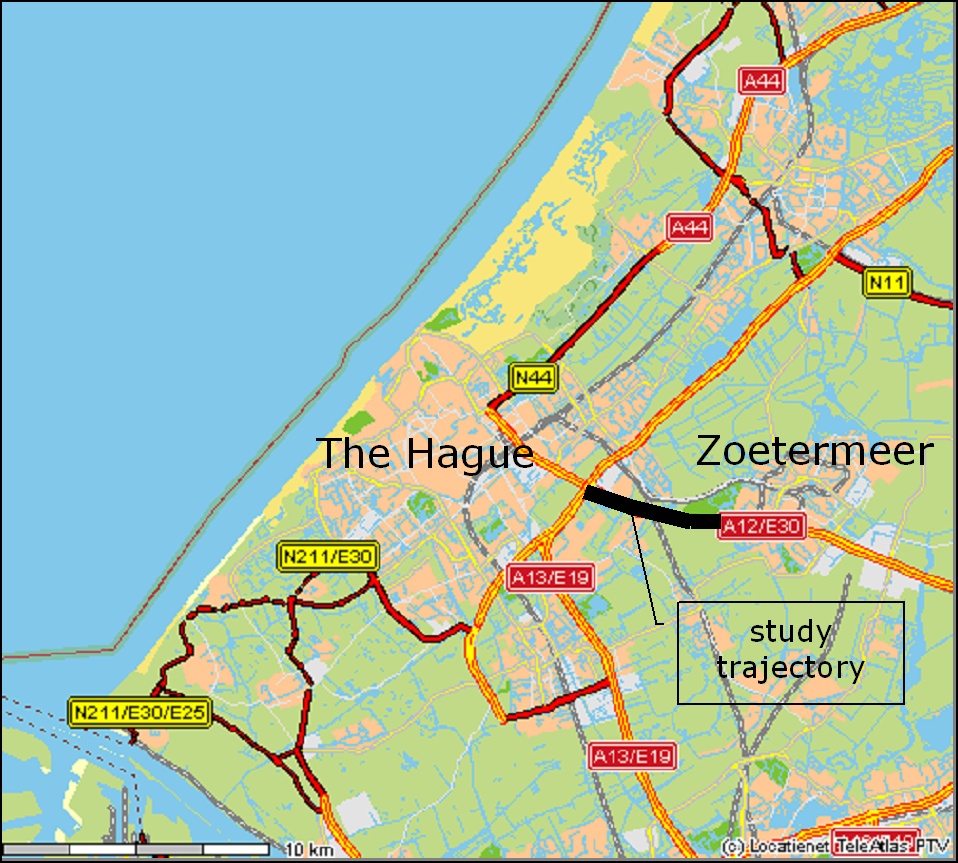 A44
A44
N11
N44
The Hague
Zoetermeer
A12/E30
N211/E30
A13/E19
study
trajectory
N211/E30/E25
A13/E19
10 km
(c) Locatienet TeleAtlas PTV